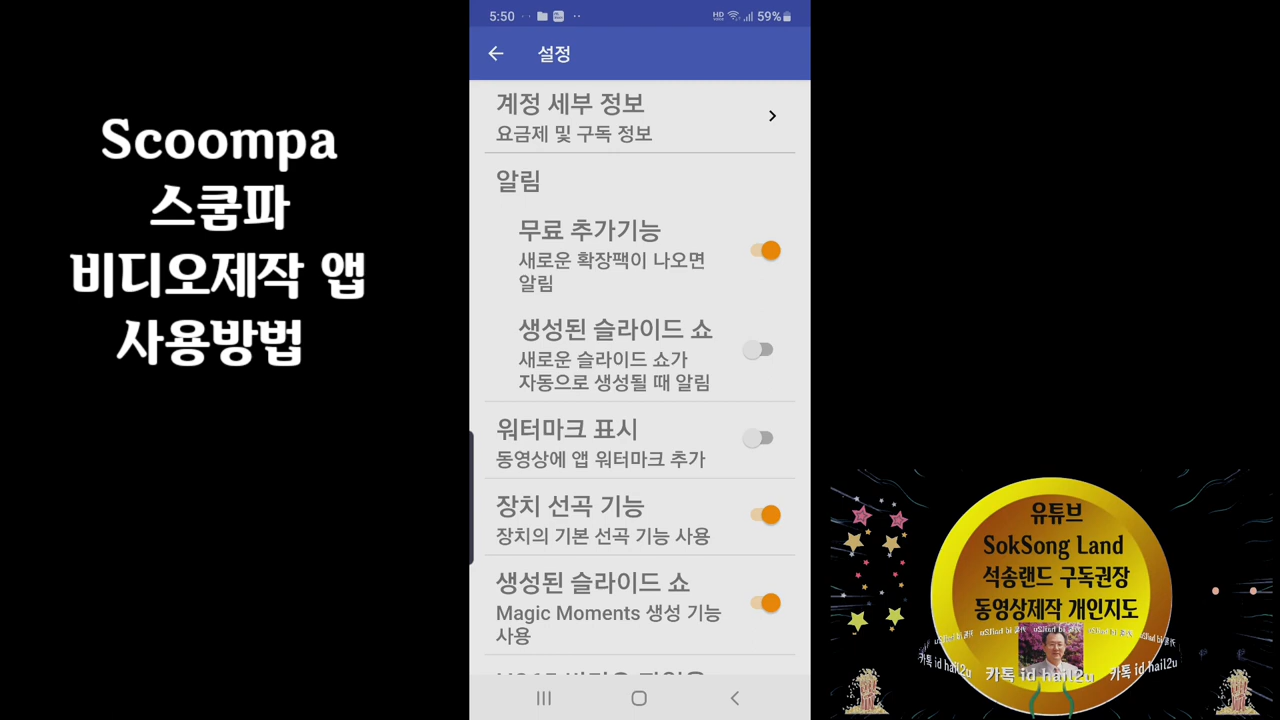 Scoompa
스쿰파
비디오제작 앱
사용방법
5:50
HD
59%
설정
계정 세부 정보
요금제 및 구독 정보
알림
무료 추가기능
새로운 확장팩이 나오면
알림
생성된 슬라이드 쇼
새로운 슬라이드 쇼가
자동으로 생성될 때 알림
워터마크 표시
동영상에 앱 워터마크 추가
장치 선곡 기능
장치의 기본 선곡 기능 사용
생성된 슬라이드 쇼
Magic Moments 생성 기능
사용
유튜브
SokSong Land
석송랜드 구독권장
동영상제작 개인지도
카톡 id hail2u 카톡 id hail2u 카톡 id hail2u